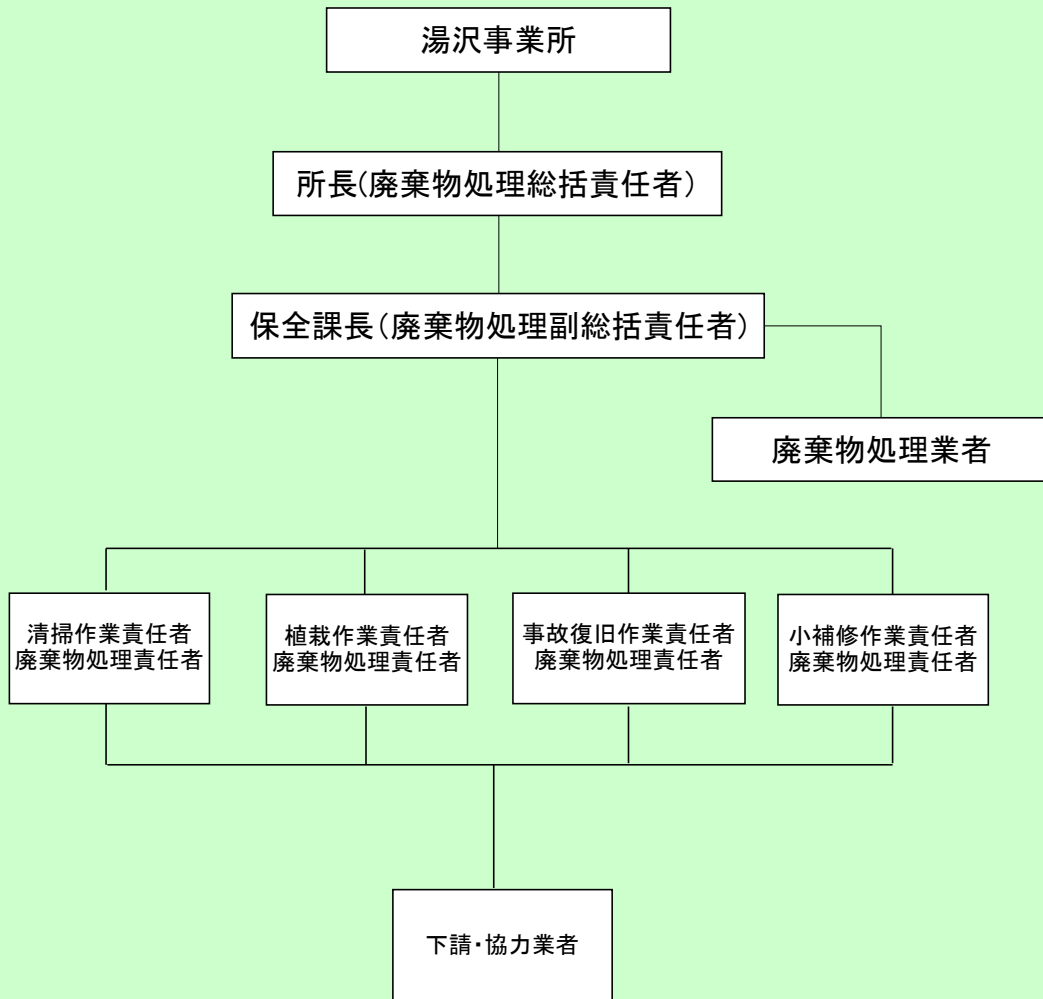 湯沢事業所
所長(廃棄物処理総括責任者)
保全課長(廃棄物処理副総括責任者)
廃棄物処理業者
清掃作業責任者
廃棄物処理責任者
植栽作業責任者
廃棄物処理責任者
事故復旧作業責任者
廃棄物処理責任者
小補修作業責任者
廃棄物処理責任者
下請・協力業者